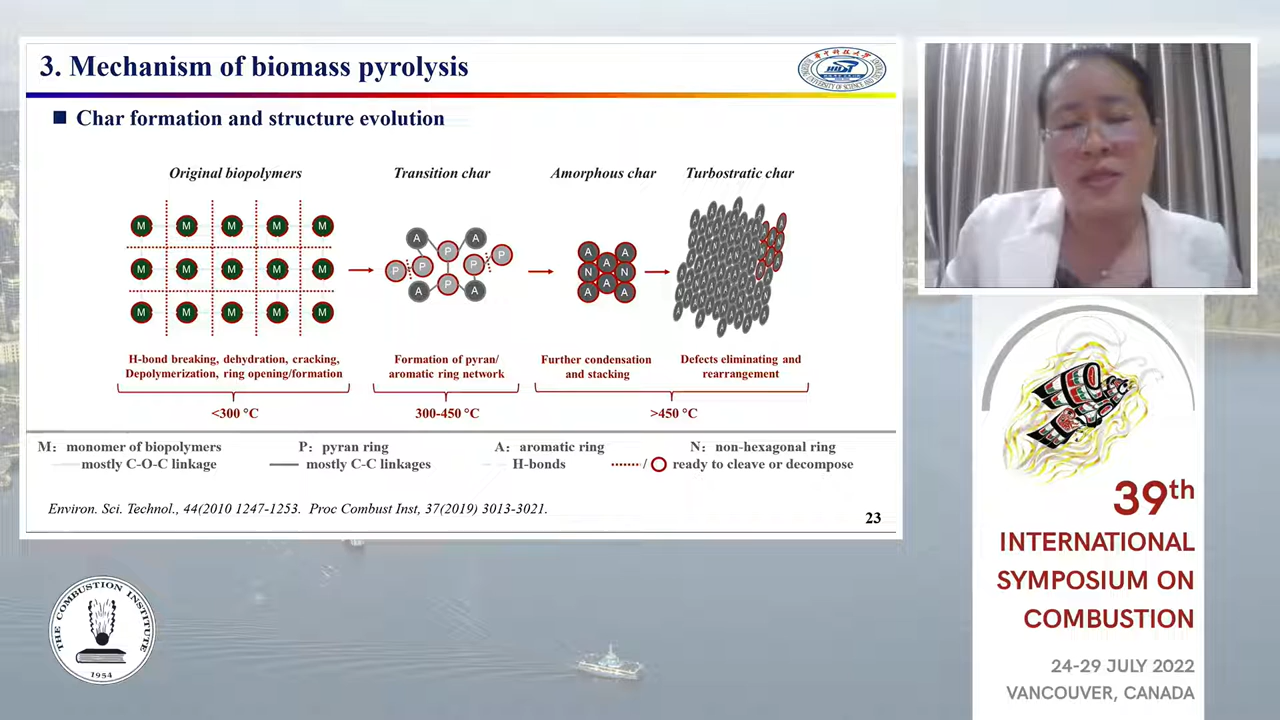 3. Mechanism of biomass pyrolysis
HUST
Char formation and structure evolution
Original biopolymers
Transition char
Amorphous char
Turbostratic char
M M M M M
M M M M M
M M M M M
A A
P
P P P P
A P A
A A
A
N N
A
A A
H-bond breaking, dehydration, cracking,
Depolymerization, ring opening/formation
Formation of pyran/
aromatic ring network
Further condensation
and stacking
Defects eliminating and
rearrangement
<300 °C
300-450 °C
>450 °C
M: monomer of biopolymers
P: pyran ring
A: aromatic ring
N: non-hexagonal ring
mostly C-O-C linkage
mostly C-C linkages
H-bonds
/ ready to cleave or decompose
Environ. Sci. Technol., 44(2010 1247-1253. Proc Combust Inst, 37(2019) 3013-3021.
23
39th
INTERNATIONAL
SYMPOSIUM ON
COMBUSTION
24-29 JULY 2022
VANCOUVER, CANADA
THE COMBUSTION INSTITUTE
1954